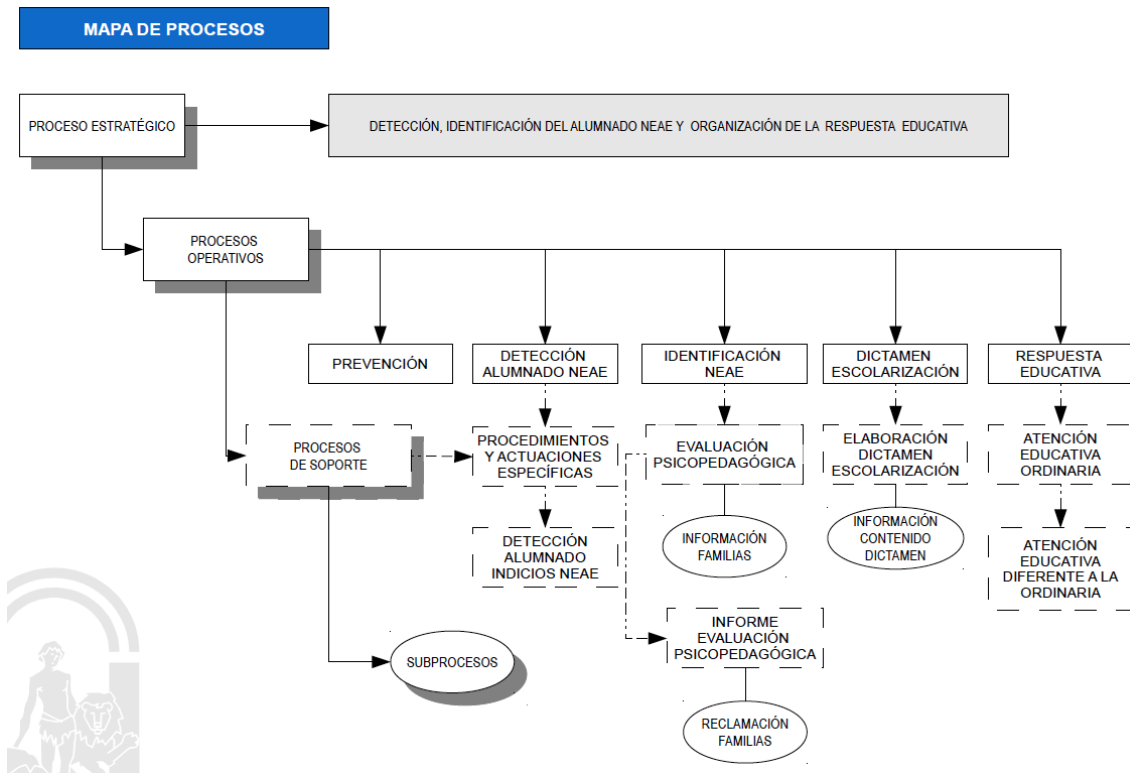 MAPA DE PROCESOS
PROCESO ESTRATÉGICO
DETECCIÓN, IDENTIFICACIÓN DEL ALUMNADO NEAE Y ORGANIZACIÓN DE LA RESPUESTA EDUCATIVA
PROCESOS
OPERATIVOS
PREVENCIÓN
DETECCIÓN
ALUMNADO NEAE
IDENTIFICACIÓN
NEAE
DICTAMEN
ESCOLARIZACIÓN
RESPUESTA
EDUCATIVA
PROCESOS
DE SOPORTE
PROCEDIMIENTOS
Y ACTUACIONES
ESPECÍFICAS
EVALUACIÓN
PSICOPEDAGÓGICA
ELABORACIÓN
DICTAMEN
ESCOLARIZACIÓN
ATENCIÓN
EDUCATIVA
ORDINARIA
DETECCIÓN
ALUMNADO
INDICIOS NEAE
INFORMACIÓN
FAMILIAS
INFORMACIÓN
CONTENIDO
DICTAMEN
ATENCIÓN
EDUCATIVA
DIFERENTE A LA
ORDINARIA
INFORME
EVALUACIÓN
PSICOPEDAGÓGICA
SUBPROCESOS
RECLAMACIÓN
FAMILIAS